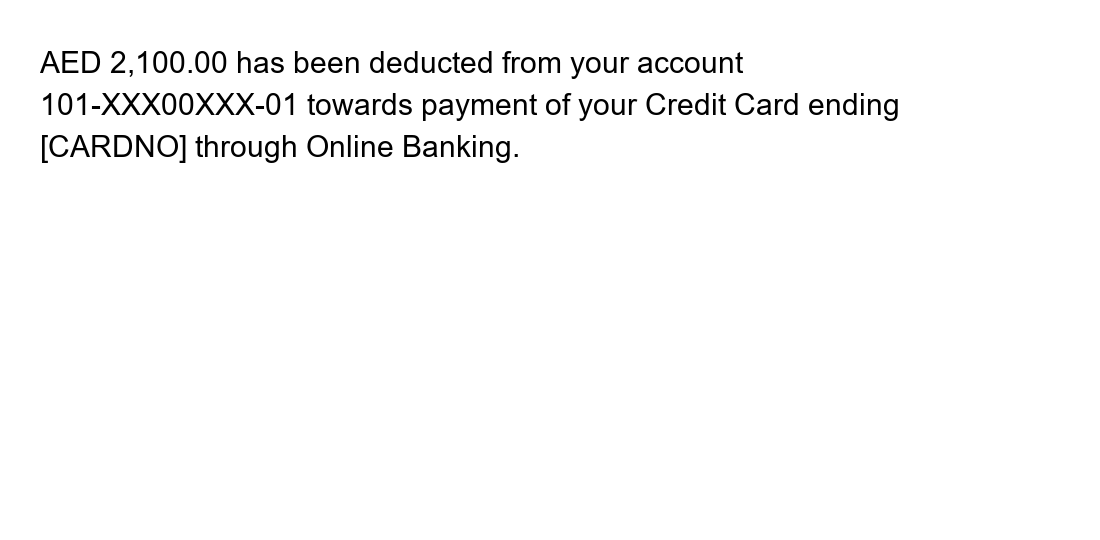 AED 2,100.00 has been deducted from your account
101-XXX00XXX-01 towards payment of your Credit Card ending
[CARDNO] through Online Banking.